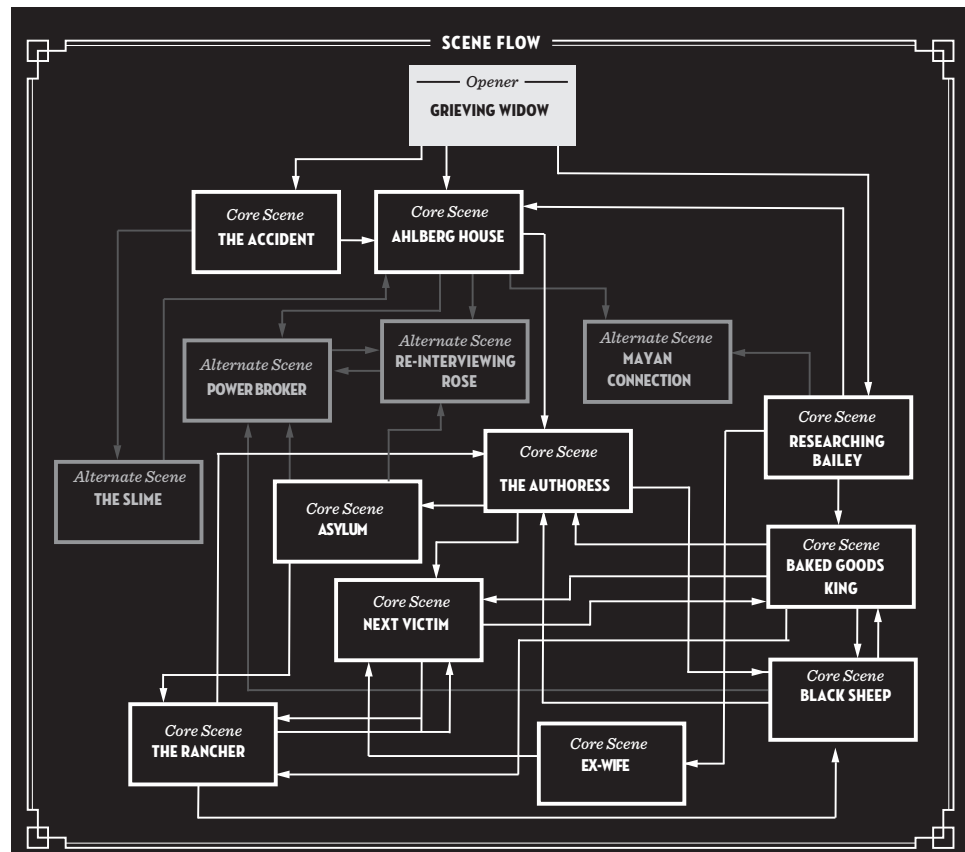 SCENE FLOW
Opener
GRIEVING WIDOW
Core Scene
THE ACCIDENT
Core Scene
AHLBERG HOUSE
Alternate Scene
POWER BROKER
Alternate Scene
RE-INTERVIEWING
ROSE
Alternate Scene
MAYAN
CONNECTION
Core Scene
RESEARCHING
BAILEY
Alternate Scene
THE SLIME
Core Scene
ASYLUM
Core Scene
THE AUTHORESS
Core Scene
BAKED GOODS
KING
Core Scene
NEXT VICTIM
Core Scene
BLACK SHEEP
Core Scene
THE RANCHER
Core Scene
EX-WIFE